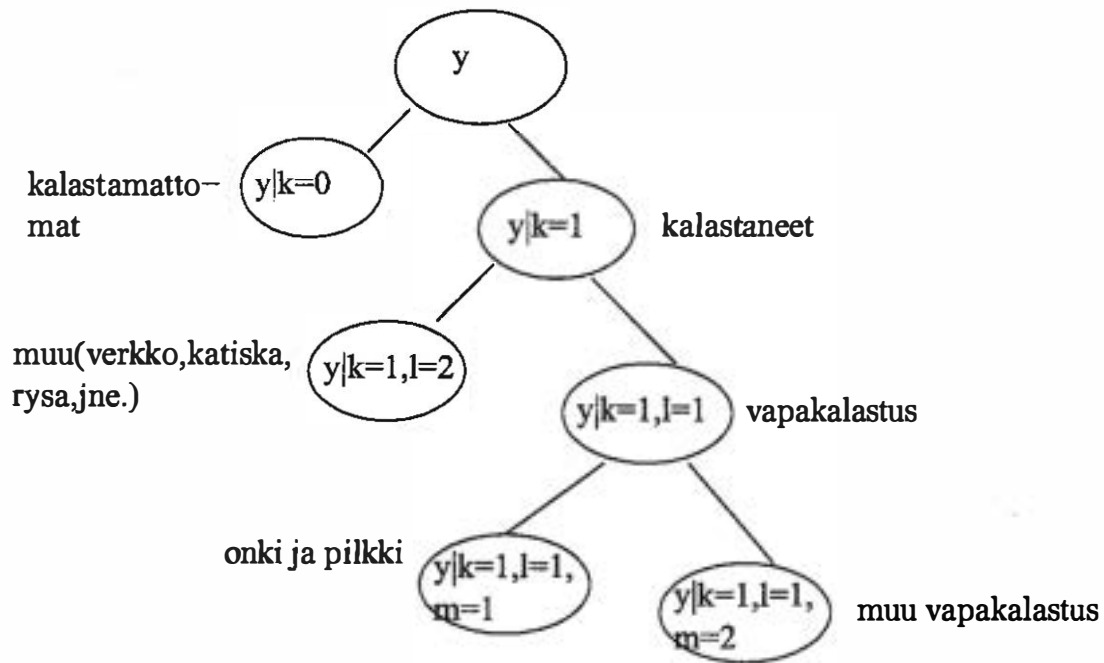 y
kalastamatto-
mat
y|k=0
y|k=1
kalastaneet
muu(verkko,katiska,
rysa,jne.)
y|k=1,l=2
y|k=1,l=1
vapakalastus
onki ja pilkki
y|k=1,l=1,
m=1
y|k=1,l=1,
m=2
muu vapakalastus